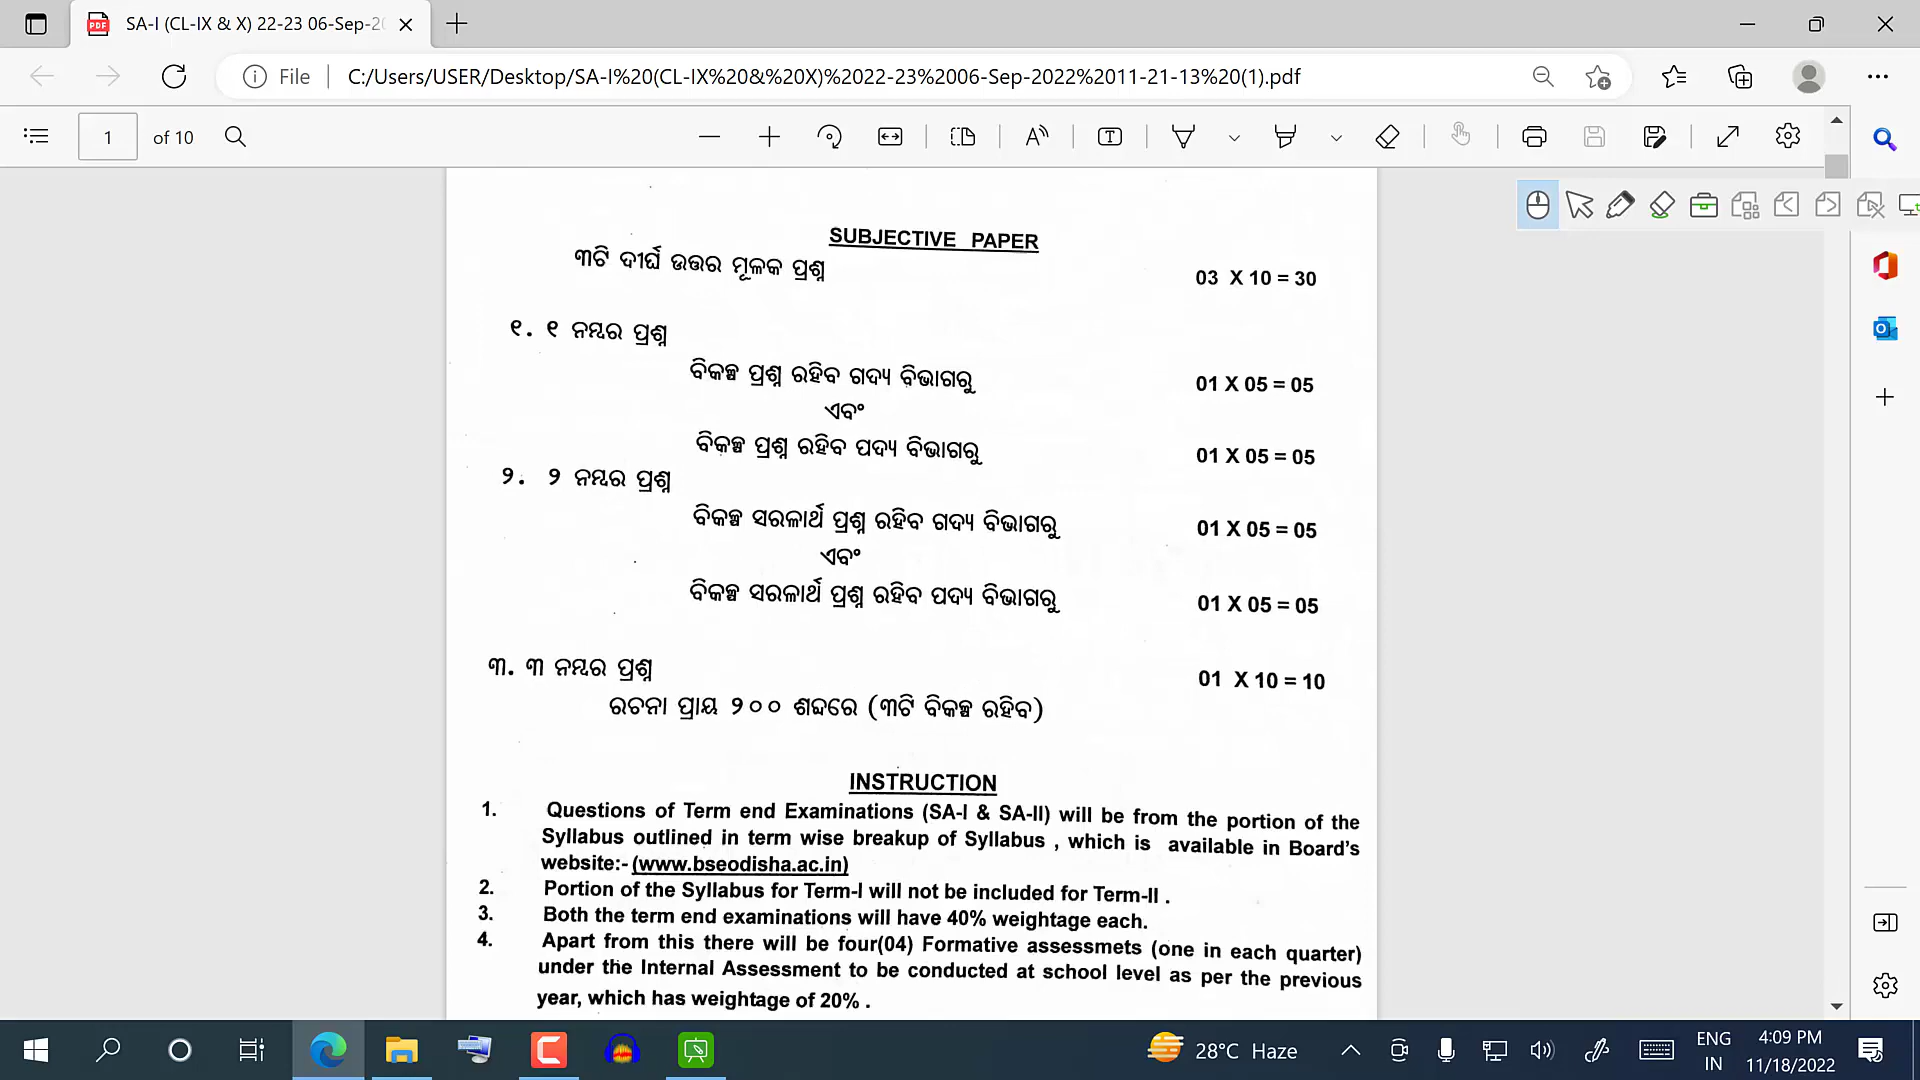 SA-I (CL-IX & X) 22-23 06-Sep-20
File
C:/Users/USER/Desktop/SA-I%20(CL-IX%20&%20X)%2022-23%2006-Sep-2022%2011-21-13%20(1).pdf
1 of 10
SUBJECTIVE PAPER
୩ଟି ଦୀର୍ଘ ଉତ୍ତର ମୂଳକ ପ୍ରଶ୍ନ 03 X 10 = 30
୧. ୧ ନମ୍ବର ପ୍ରଶ୍ନ
ବିକଳ୍ପ ପ୍ରଶ୍ନ ରହିବ ଗଦ୍ୟ ବିଭାଗରୁ 01 X 05 = 05
ଏବଂ
ବିକଳ୍ପ ପ୍ରଶ୍ନ ରହିବ ପଦ୍ୟ ବିଭାଗରୁ 01 X 05 = 05
୨. ୨ ନମ୍ବର ପ୍ରଶ୍ନ
ବିକଳ୍ପ ସରଳାର୍ଥ ପ୍ରଶ୍ନ ରହିବ ଗଦ୍ୟ ବିଭାଗରୁ 01 X 05 = 05
ଏବଂ
ବିକଳ୍ପ ସରଳାର୍ଥ ପ୍ରଶ୍ନ ରହିବ ପଦ୍ୟ ବିଭାଗରୁ 01 X 05 = 05
୩. ୩ ନମ୍ବର ପ୍ରଶ୍ନ 01 X 10 = 10
ରଚନା ପ୍ରାୟ ୨୦୦ ଶବ୍ଦରେ (୩ଟି ବିକଳ୍ପ ରହିବ)
INSTRUCTION
1. Questions of Term end Examinations (SA-I & SA-II) will be from the portion of the
Syllabus outlined in term wise breakup of Syllabus , which is available in Board's
website:- (www.bseodisha.ac.in)
2. Portion of the Syllabus for Term-I will not be included for Term-II .
3. Both the term end examinations will have 40% weightage each.
4. Apart from this there will be four(04) Formative assessmets (one in each quarter)
under the Internal Assessment to be conducted at school level as per the previous
year, which has weightage of 20% .
28°C Haze
ENG
IN
4:09 PM
11/18/2022